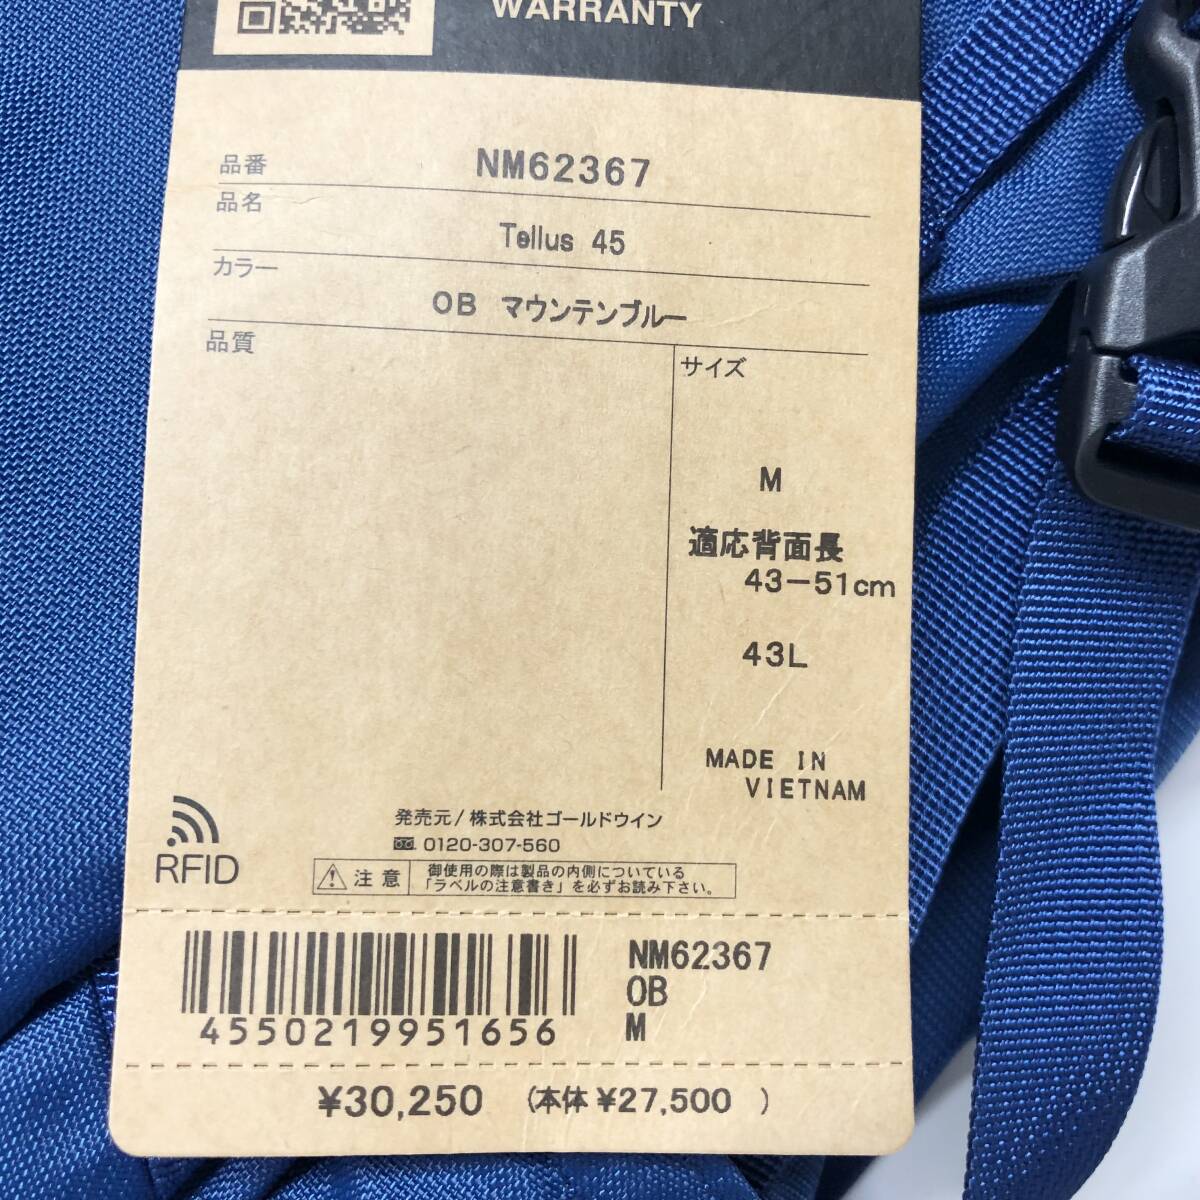 WARRANTY
品番 NM62367
品名
Tellus 45
カラー
OB マウンテンブルー
品質
サイズ
M
適応背面長
43-51cm
43L
MADE IN
VIETNAM
発売元/株式会社ゴールドウイン
0120-307-560
RFID
注意
御使用の際は製品の内側についている
「ラベルの注意書き」を必ずお読み下さい。
4550219951656
NM62367
OB
M
¥30,250 (本体 ¥27,500 )